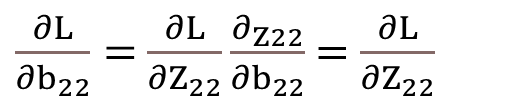 ∂L/∂b₂₂ = ∂L/∂Z₂₂ ∂z₂₂/∂b₂₂ = ∂L/∂Z₂₂